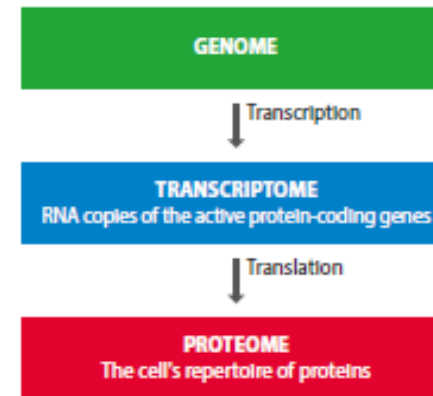 GENOME
Transcription
TRANSCRIPTOME
RNA copies of the active protein-coding genes
Translation
PROTEOME
The cell's repertoire of proteins